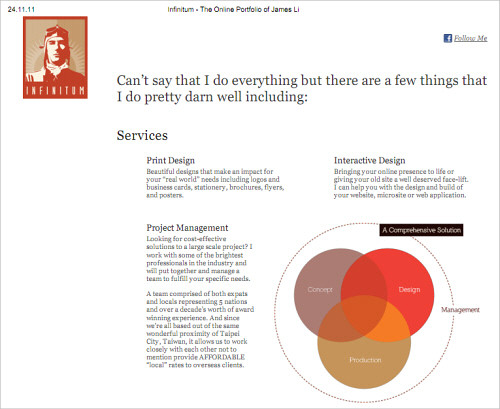 24.11.11
Infinitum • The Online Portfolio of James Li
INFINITUM
Follow Me
Can't say that I do everything but there are a few things that
I do pretty darn well including:
Services
Print Design
Beautiful designs that make an impact for
your "real world" needs including logos and
business cards, stationery, brochures, flyers,
and posters.
Interactive Design
Bringing your online presence to life or
giving your old site a well deserved face-lift.
I can help you with the design and build of
your website, microsite or web application.
Project Management
Looking for cost-effective
solutions to a large scale project? I
work with some of the brightest
professionals in the industry and
will put together and manage a
team to fulfill your specific needs.
A team comprised of both expats
and locals representing 5 nations
and over a decade's worth of award
winning experience. And since
we're all based out of the same
wonderful proximity of Taipei
City, Taiwan, it allows us to work
closely with each other not to
mention provide AFFORDABLE
"local" rates to overseas clients.
A Comprehensive Solution
Concept
Design
Management
Production